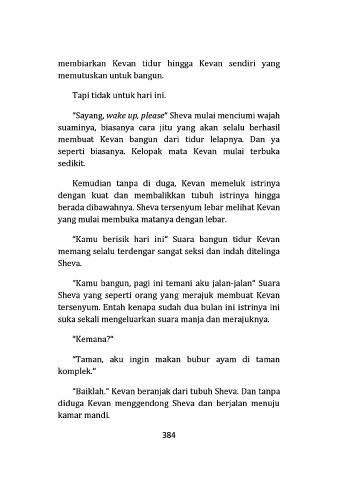 membiarkan Kevan tidur hingga Kevan sendiri yang
memutuskan untuk bangun.
Tapi tidak untuk hari ini.
"Sayang, wake up, please" Sheva mulai menciumi wajah
suaminya, biasanya cara jitu yang akan selalu berhasil
membuat Kevan bangun dari tidur lelapnya. Dan ya
seperti biasanya. Kelopak mata Kevan mulai terbuka
sedikit.
Kemudian tanpa di duga, Kevan memeluk istrinya
dengan kuat dan membalikkan tubuh istrinya hingga
berada dibawahnya. Sheva tersenyum lebar melihat Kevan
yang mulai membuka matanya dengan lebar.
"Kamu berisik hari ini" Suara bangun tidur Kevan
memang selalu terdengar sangat seksi dan indah ditelinga
Sheva.
"Kamu bangun, pagi ini temani aku jalan-jalan" Suara
Sheva yang seperti orang yang merajuk membuat Kevan
tersenyum. Entah kenapa sudah dua bulan ini istrinya ini
suka sekali mengeluarkan suara manja dan merajuknya.
"Kemana?"
"Taman, aku ingin makan bubur ayam di taman
komplek."
"Baiklah." Kevan beranjak dari tubuh Sheva. Dan tanpa
diduga Kevan menggendong Sheva dan berjalan menuju
kamar mandi.
384